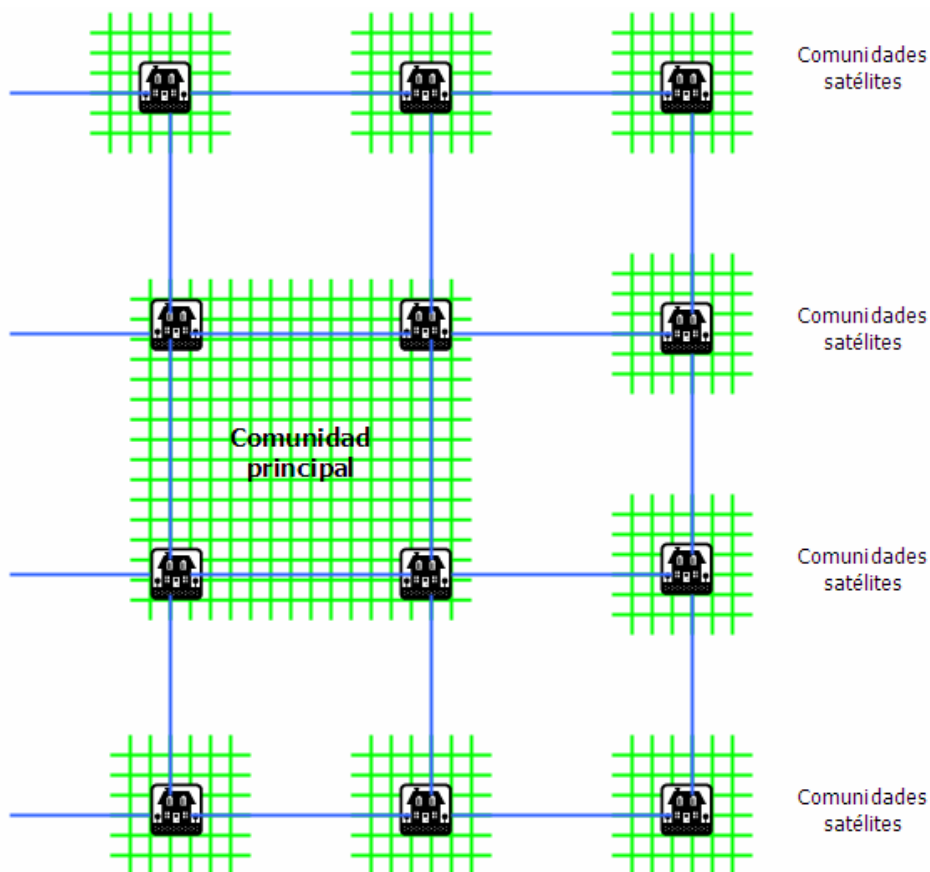 Comunidades
satélites
Comunidades
satélites
Comunidad
principal
Comunidades
satélites
Comunidades
satélites